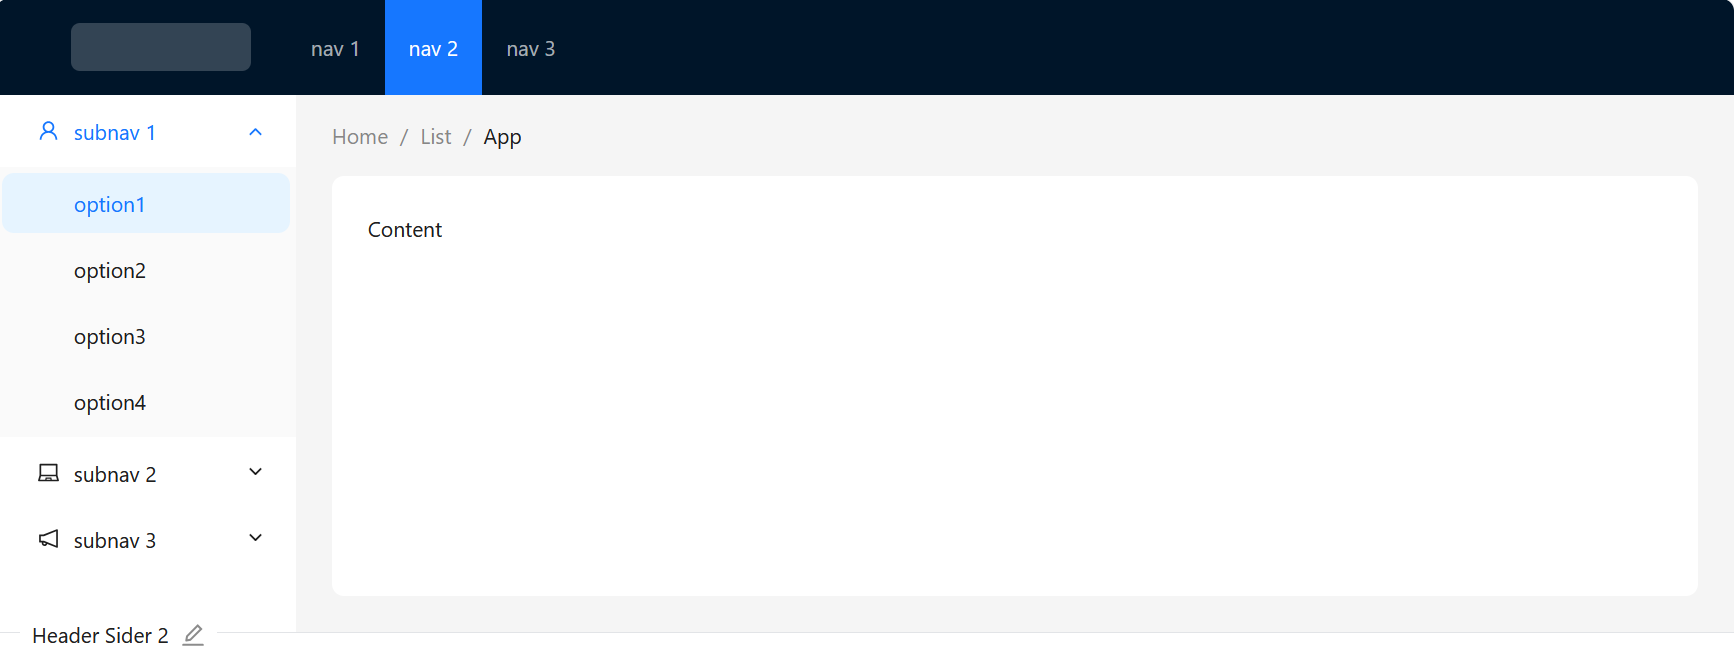 nav 1 nav 2 nav 3
subnav 1
option1
option2
option3
option4
subnav 2
subnav 3
Home / List / App
Content
Header Sider 2